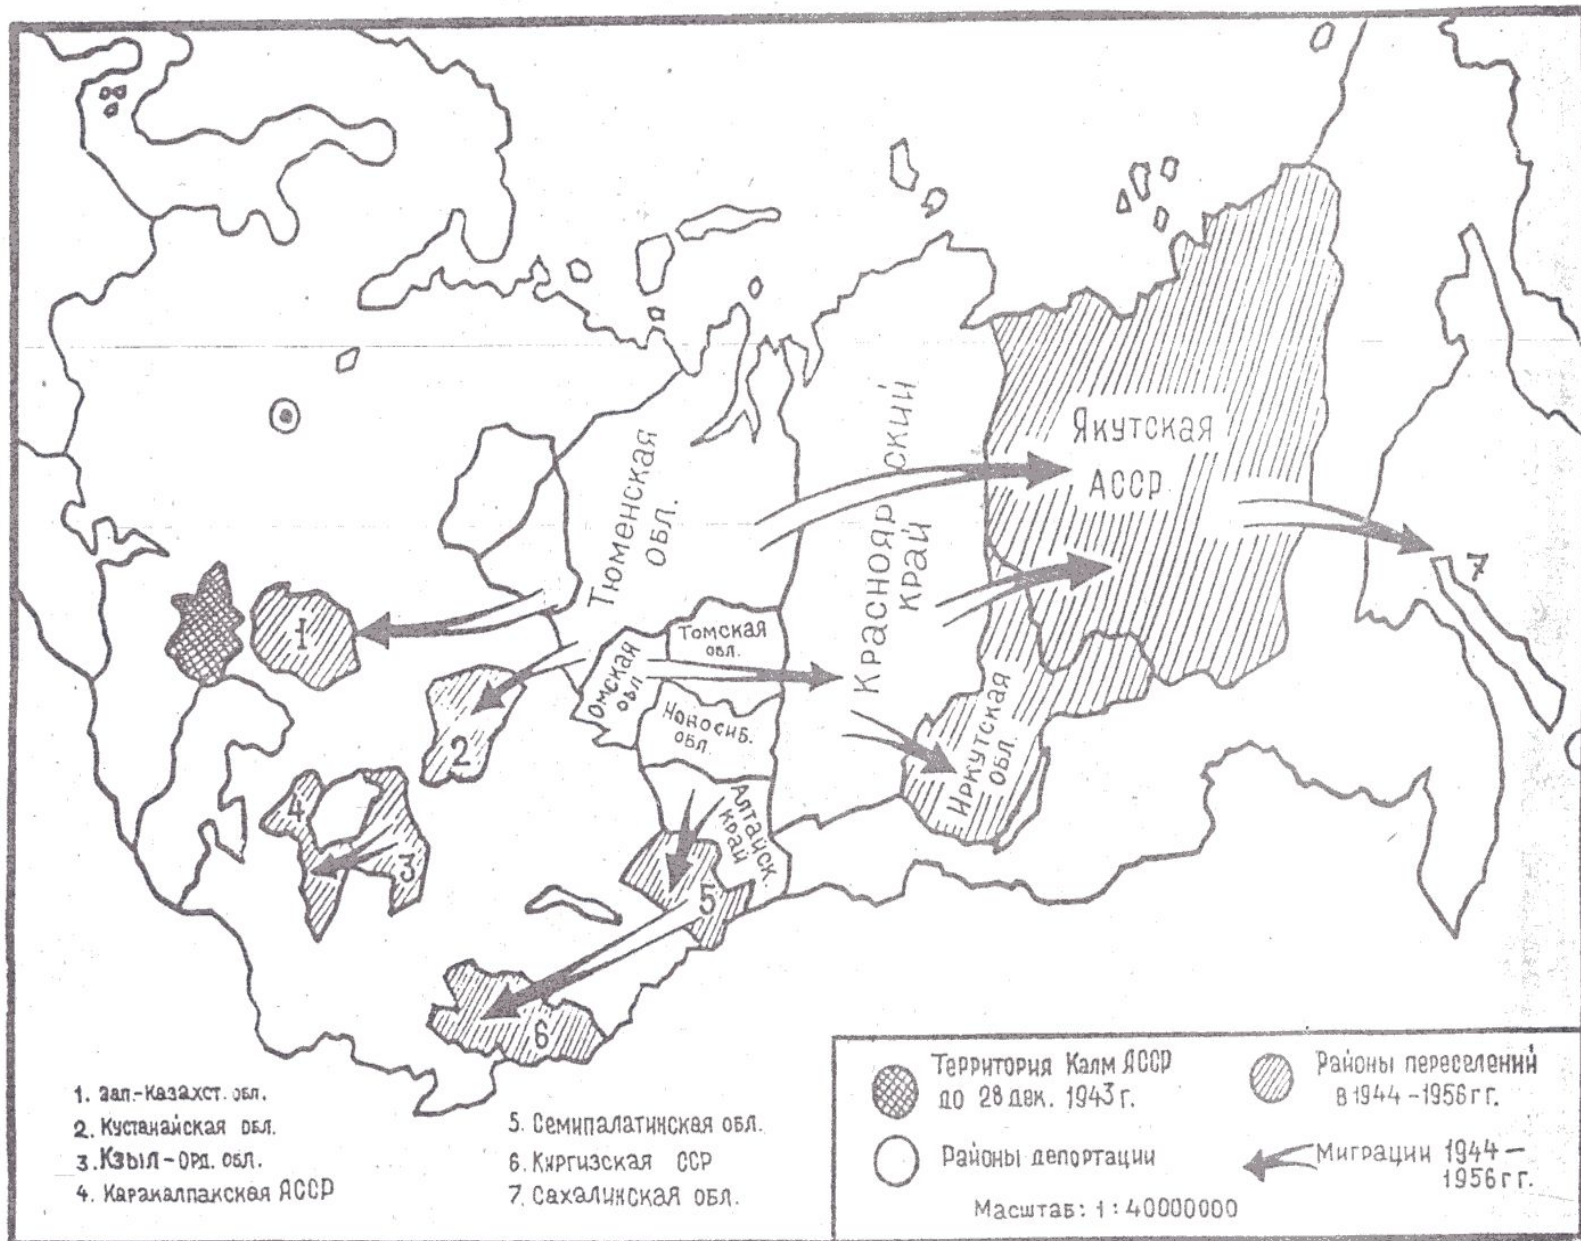 Тюменская
обл.
Красноярский
край
Якутская
АССР
7
1
Томская
обл.
Омская
обл
Новосиб.
обл.
2
Иркутская
обл.
4
3
Алтайск.
край
5
6
1. Зап.-Казахст. обл.
2. Кустанайская обл.
3. Кзыл-орд. обл.
4. Каракалпакская АССР
5. Семипалатинская обл.
6. Киргизская ССР
7. Сахалинская обл.
Территория Калм АССР
до 28 дек. 1943 г.
Районы переселений
в 1944-1956 гг.
Районы депортации
Миграции 1944-
1956 гг.
Масштаб: 1:40000000